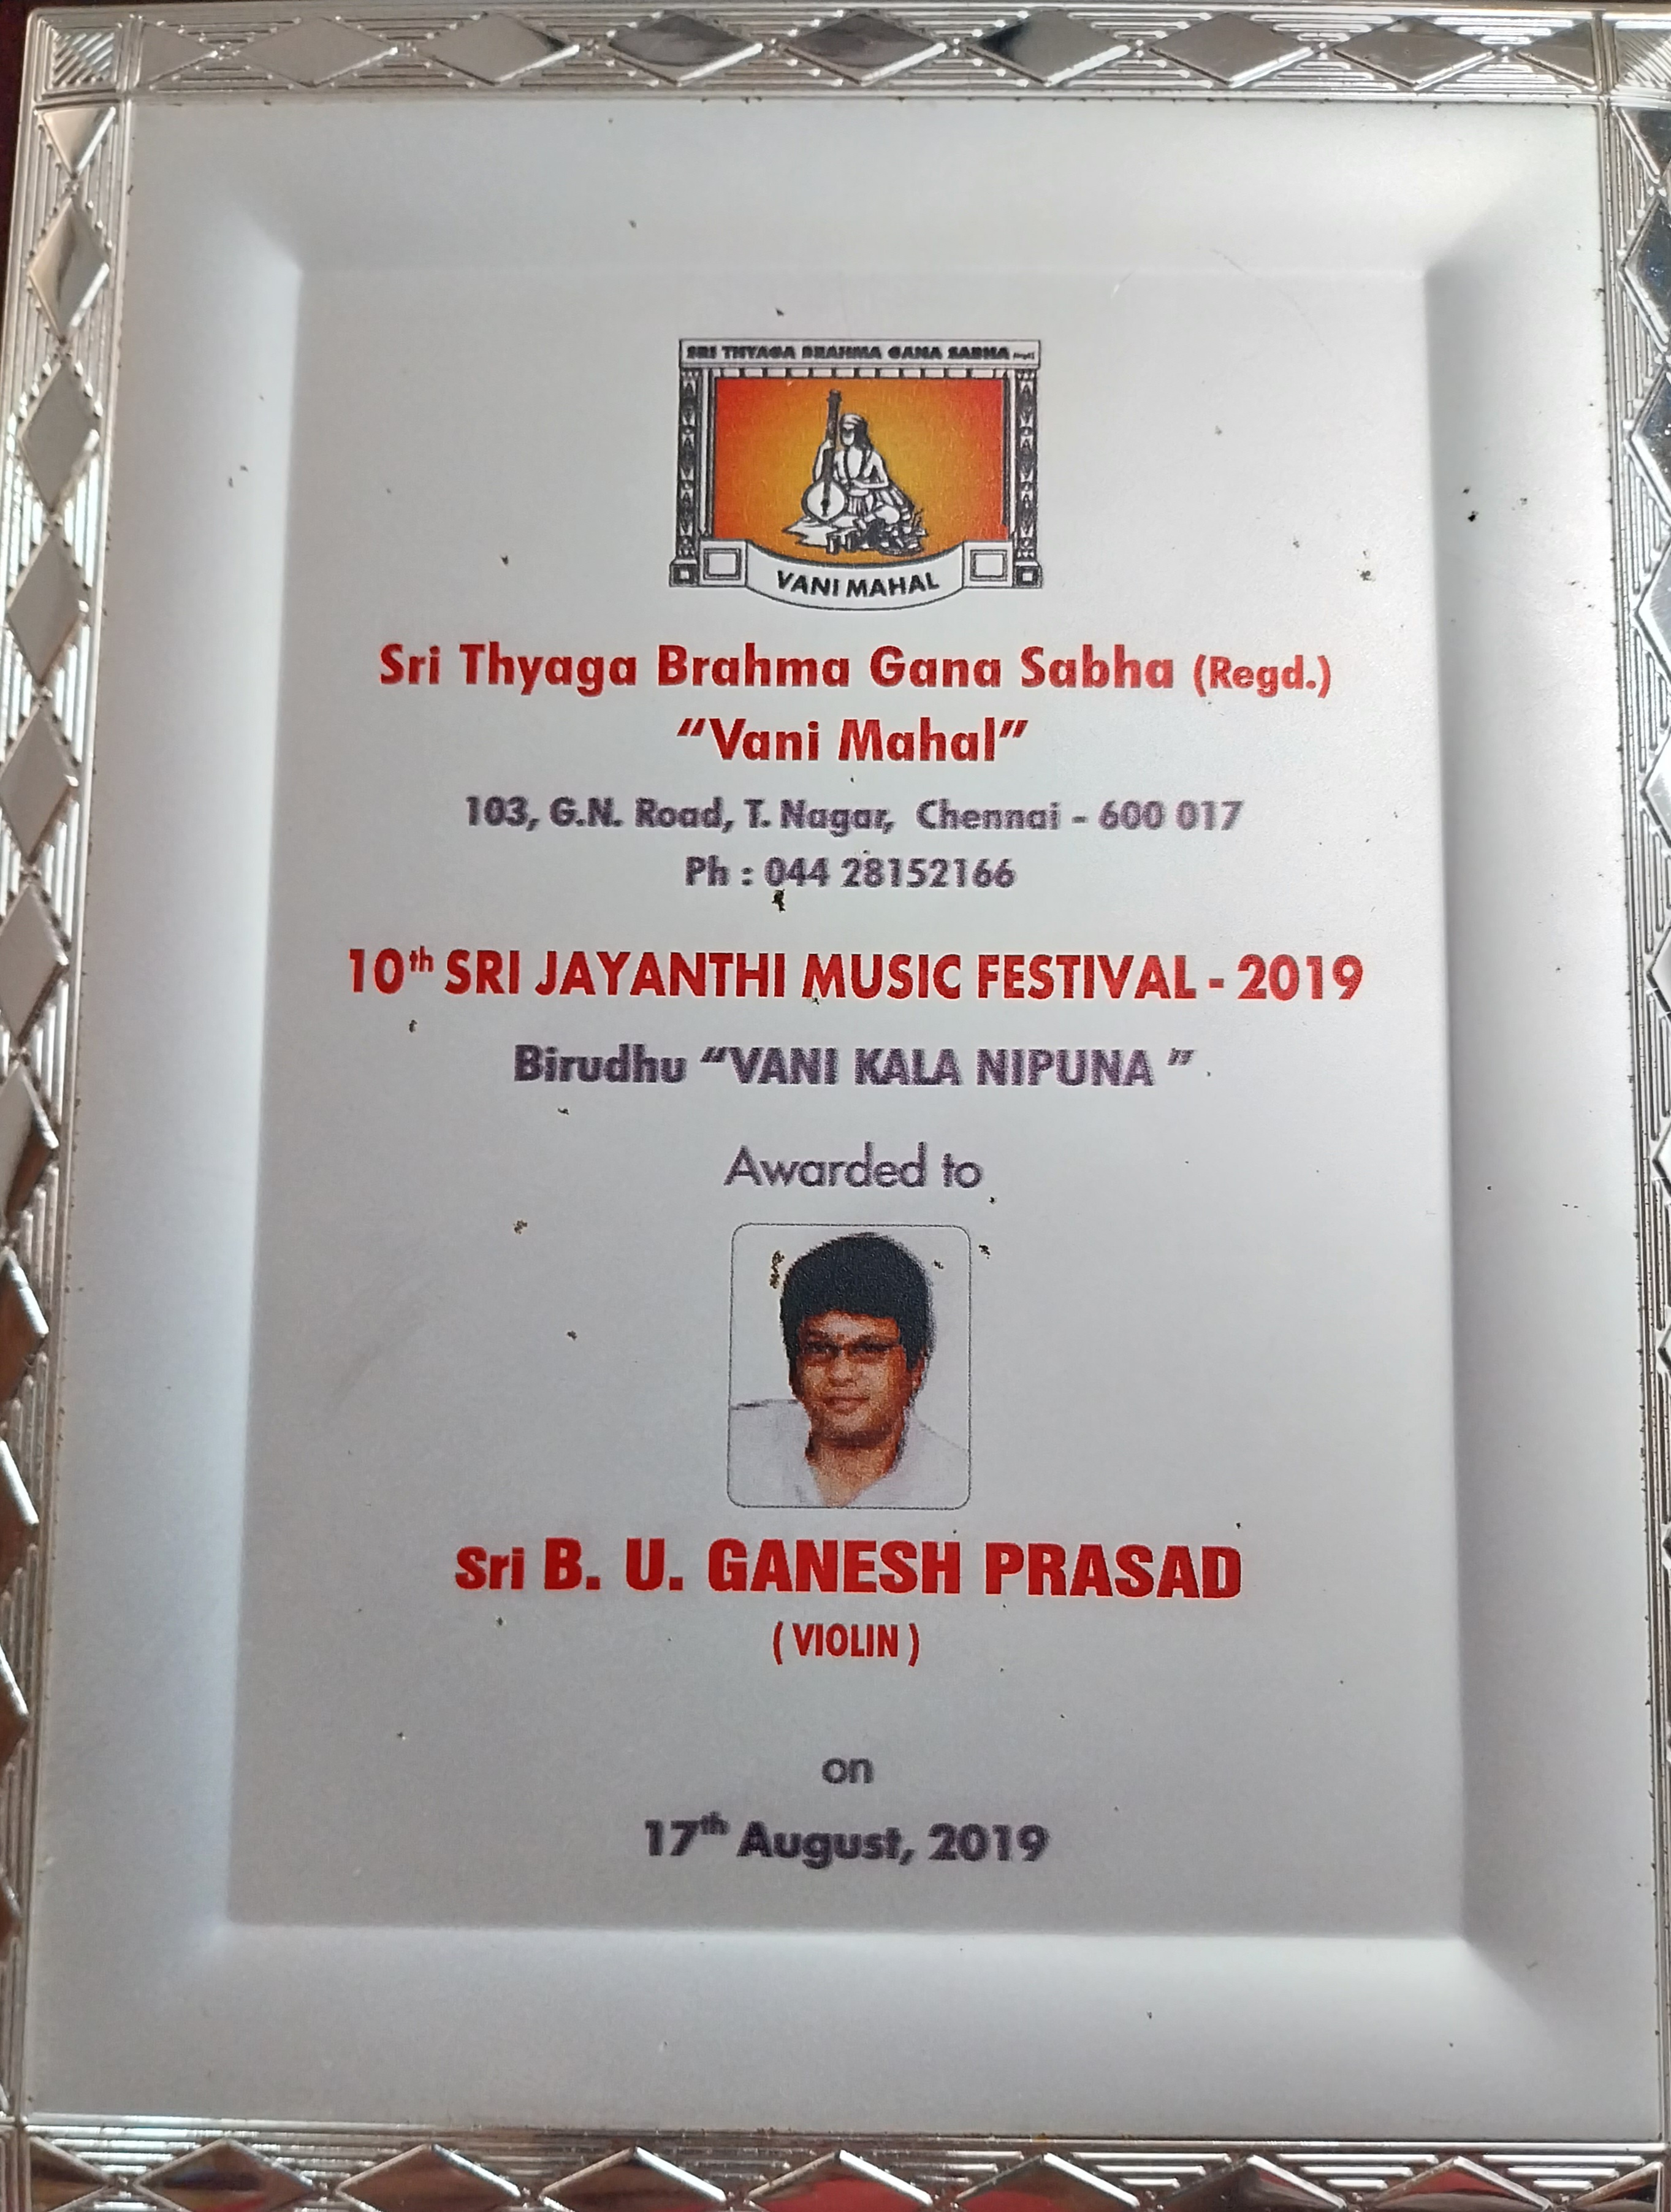 SRI THYAGA BRAHMA GANA SABHA (Regd.)
VANI MAHAL
Sri Thyaga Brahma Gana Sabha (Regd.)
“Vani Mahal”
103, G.N. Road, T. Nagar, Chennai - 600 017
Ph : 044 28152166
10th SRI JAYANTHI MUSIC FESTIVAL - 2019
Birudhu “VANI KALA NIPUNA ”
Awarded to
Sri B. U. GANESH PRASAD
( VIOLIN )
on
17th August, 2019